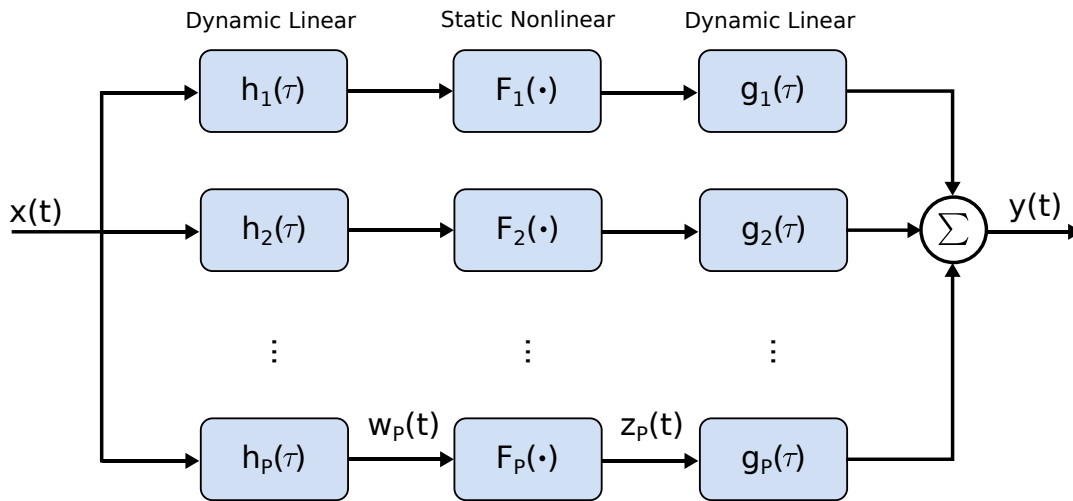 Dynamic Linear Static Nonlinear Dynamic Linear
h₁(τ) F₁(·) g₁(τ)
x(t) h₂(τ) F₂(·) g₂(τ) Σ y(t)
⋮ ⋮ ⋮
w_P(t) z_P(t)
h_P(τ) F_P(·) g_P(τ)